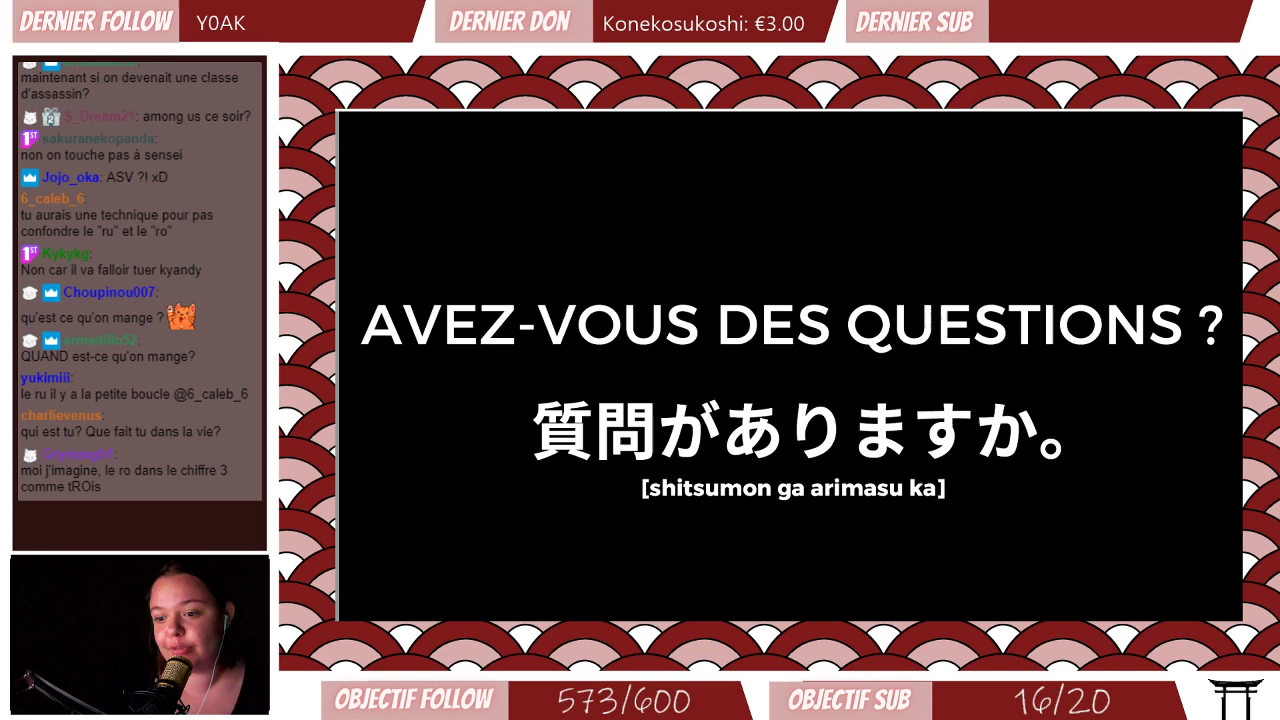 DERNIER FOLLOW Y0AK DERNIER DON Konekosukoshi: €3.00 DERNIER SUB
maintenant si on devenait une classe
d'assassin?
S_Dream21: among us ce soir?
sakuranekopanda:
non on touche pas à sensei
Jojo_oka: ASV ?! xD
6_caleb_6:
tu aurais une technique pour pas
confondre le "ru" et le "ro"
Kykykg:
Non car il va falloir tuer kyandy
Choupinou007:
qu'est ce qu'on mange ?
armadillo52:
QUAND est-ce qu'on mange?
yukimiii:
le ru il y a la petite boucle @6_caleb_6
charlievenus:
qui est tu? Que fait tu dans la vie?
moi j'imagine, le ro dans le chiffre 3
comme tROis
AVEZ-VOUS DES QUESTIONS ?
質問がありますか。
[shitsumon ga arimasu ka]
OBJECTIF FOLLOW 573/600 OBJECTIF SUB 16/20